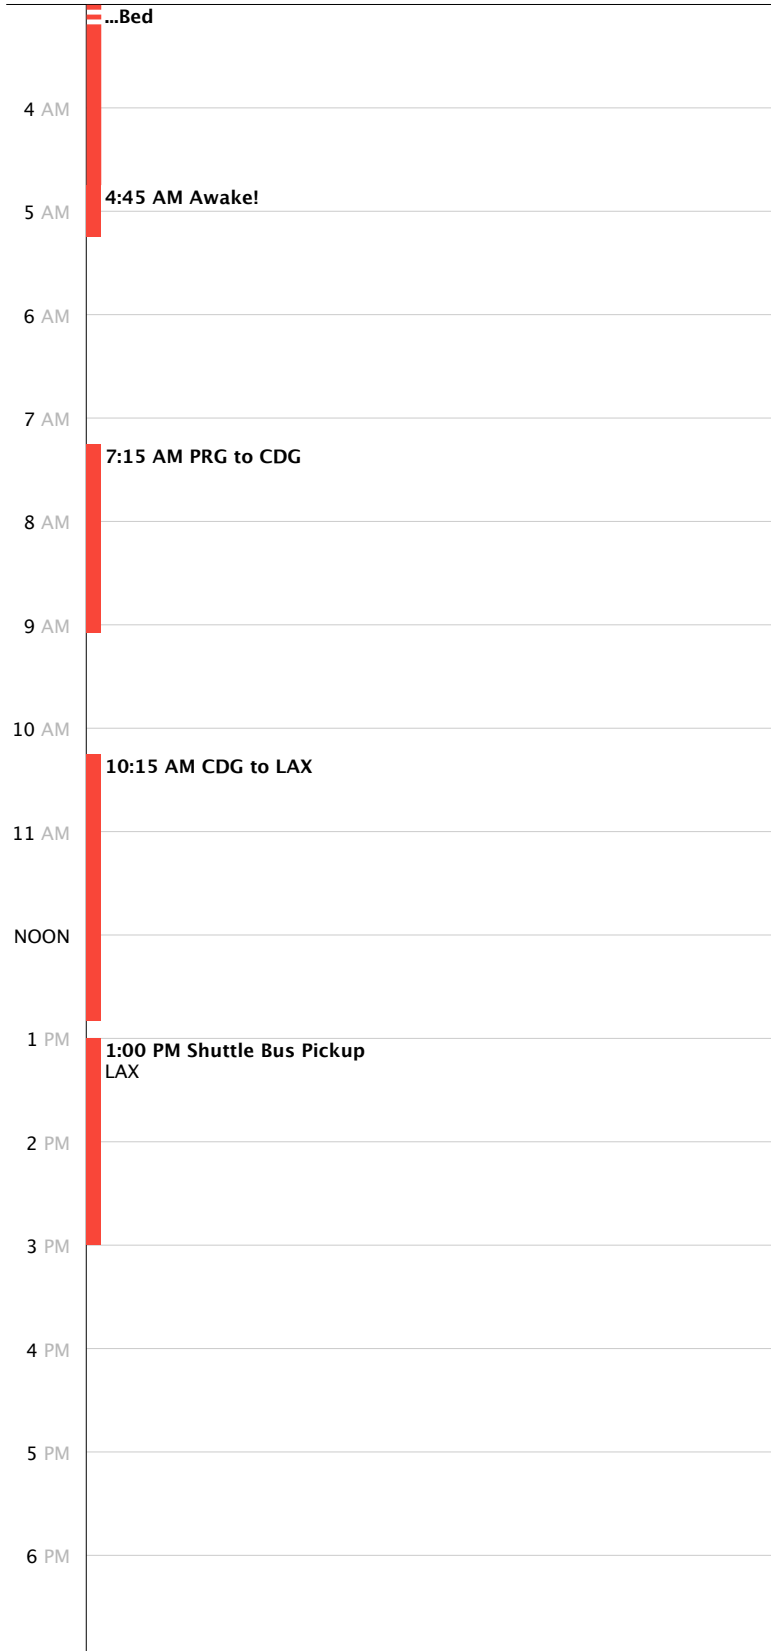 ...Bed
4 AM
4:45 AM Awake!
5 AM
6 AM
7 AM
7:15 AM PRG to CDG
8 AM
9 AM
10 AM
10:15 AM CDG to LAX
11 AM
NOON
1 PM
1:00 PM Shuttle Bus Pickup
LAX
2 PM
3 PM
4 PM
5 PM
6 PM